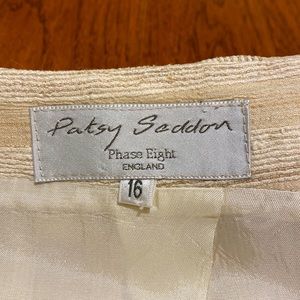 Patsy Seddon
Phase Eight
ENGLAND
16